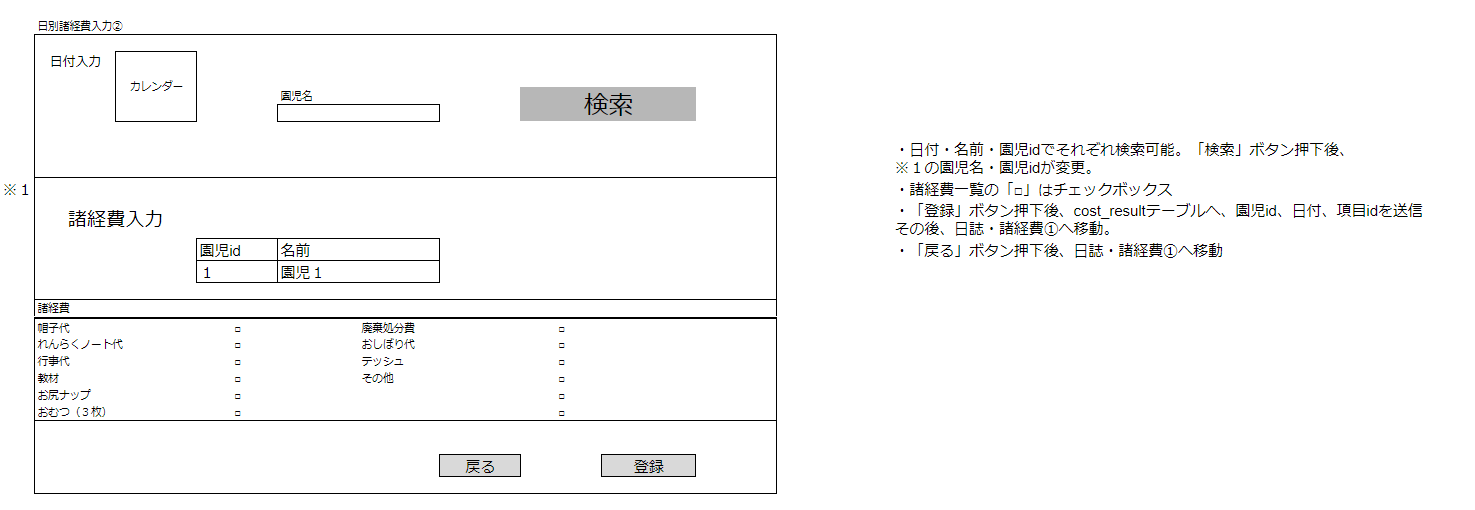 日別諸経費入力②
日付入力
カレンダー
園児名
検索
※１
諸経費入力
園児id 名前
1 園児１
諸経費
帽子代 □ 廃棄処分費 □
れんらくノート代 □ おしぼり代 □
行事代 □ テッシュ □
教材 □ その他 □
お尻ナップ □ □
おむつ（３枚） □ □
戻る 登録
・日付・名前・園児idでそれぞれ検索可能。「検索」ボタン押下後、
※１の園児名・園児idが変更。
・諸経費一覧の「□」はチェックボックス
・「登録」ボタン押下後、cost_resultテーブルへ、園児id、日付、項目idを送信
その後、日誌・諸経費①へ移動。
・「戻る」ボタン押下後、日誌・諸経費①へ移動